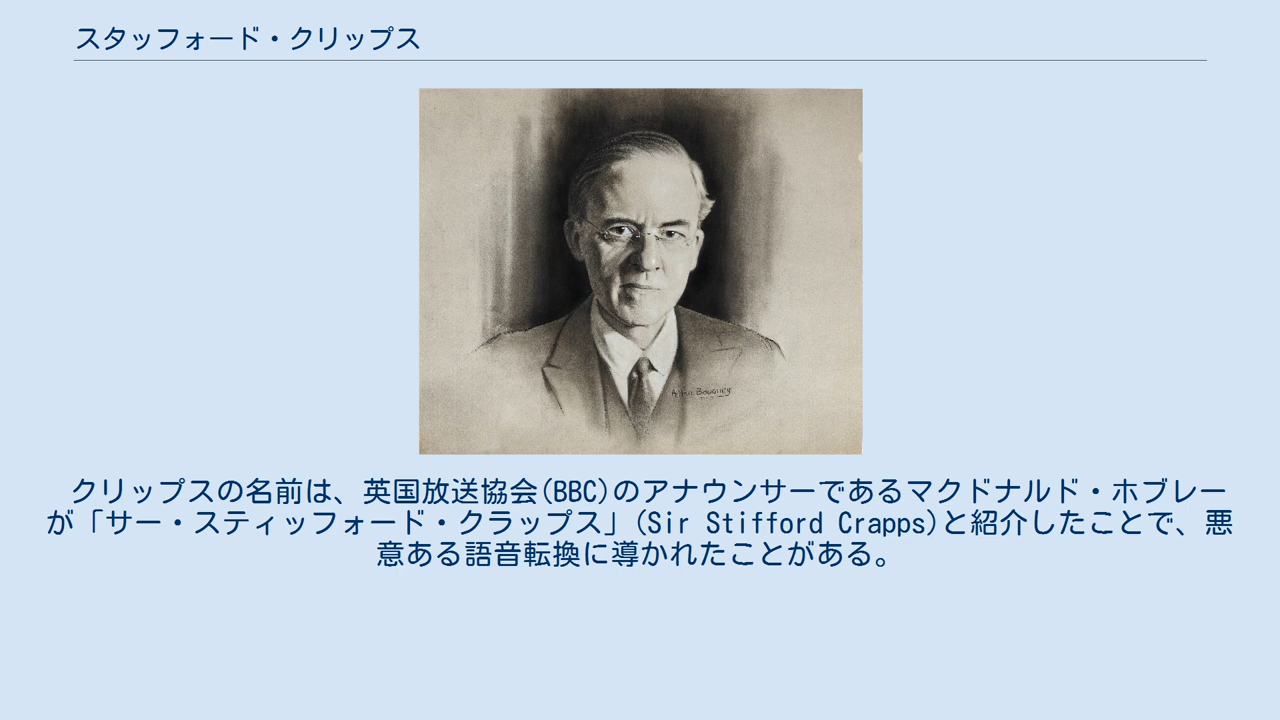 スタッフォード・クリップス
クリップスの名前は、英国放送協会(BBC)のアナウンサーであるマクドナルド・ホブレー
が「サー・スティッフォード・クラップス」(Sir Stifford Crapps)と紹介したことで、悪
意ある語音転換に導かれたことがある。